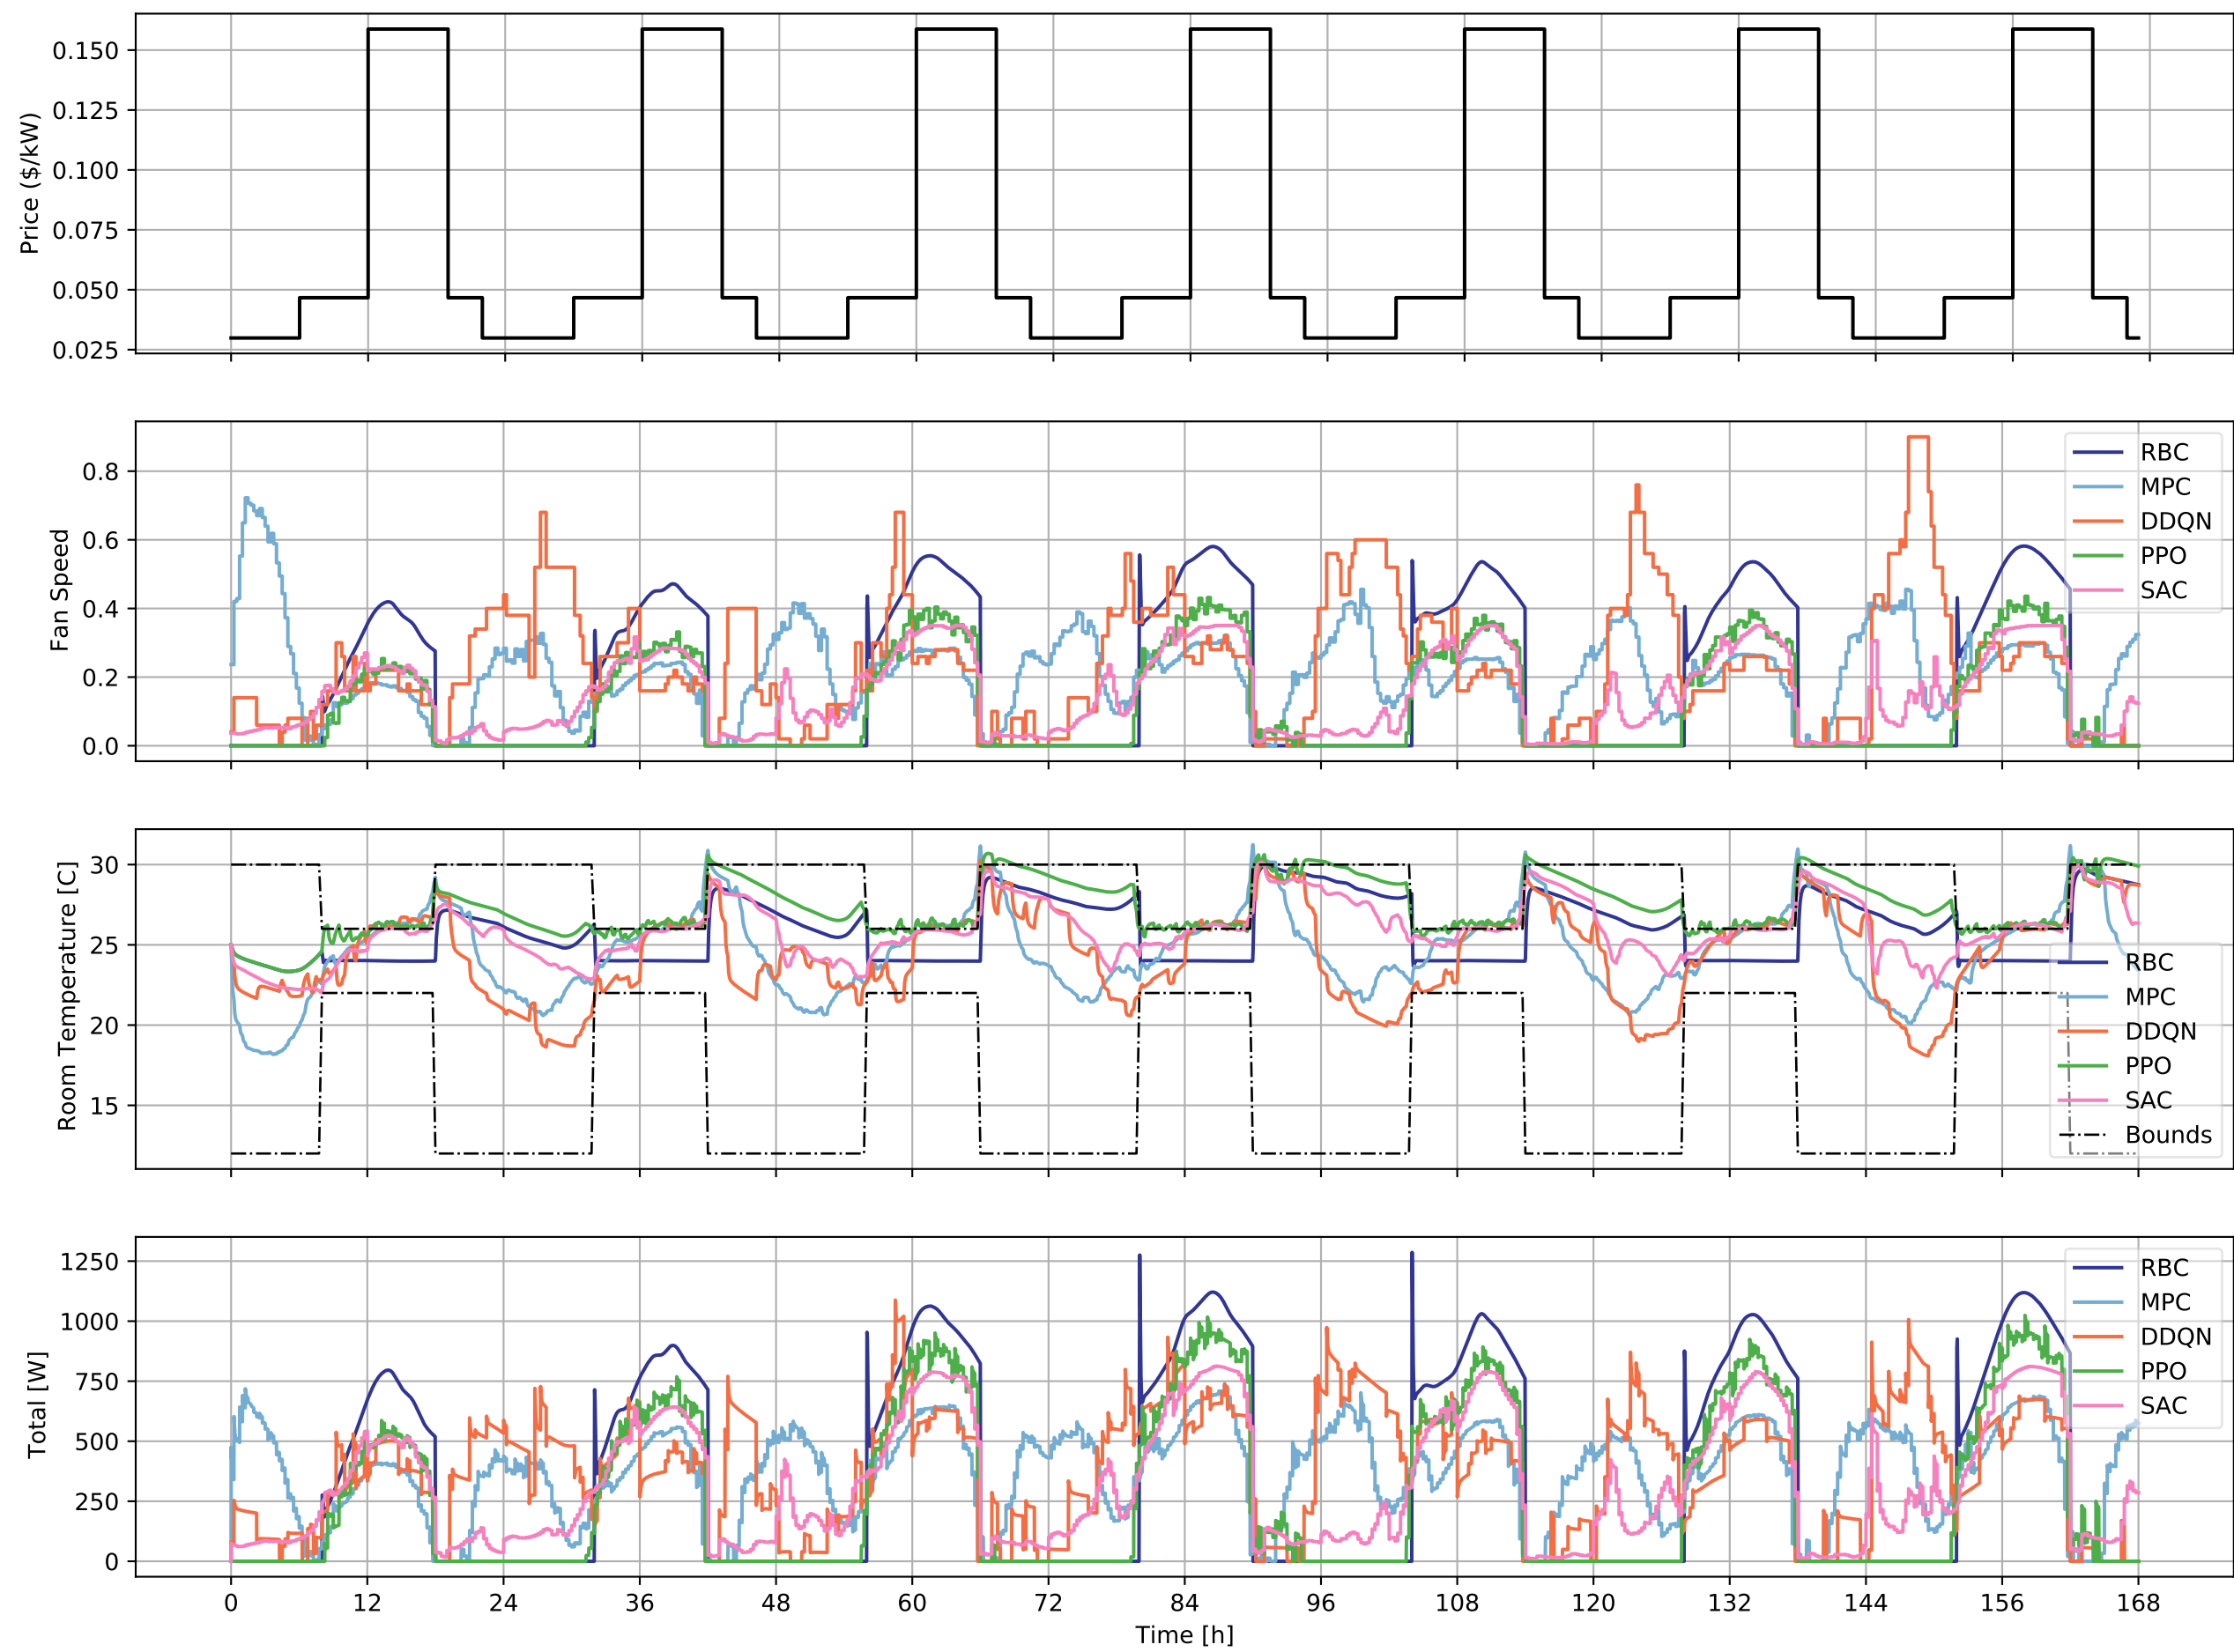 0.150
0.125
0.100
0.075
0.050
0.025
Price ($/kW)
0.8
0.6
0.4
0.2
0.0
Fan Speed
RBC
MPC
DDQN
PPO
SAC
30
25
20
15
Room Temperature [C]
RBC
MPC
DDQN
PPO
SAC
Bounds
1250
1000
750
500
250
0
Total [W]
RBC
MPC
DDQN
PPO
SAC
0 12 24 36 48 60 72 84 96 108 120 132 144 156 168
Time [h]